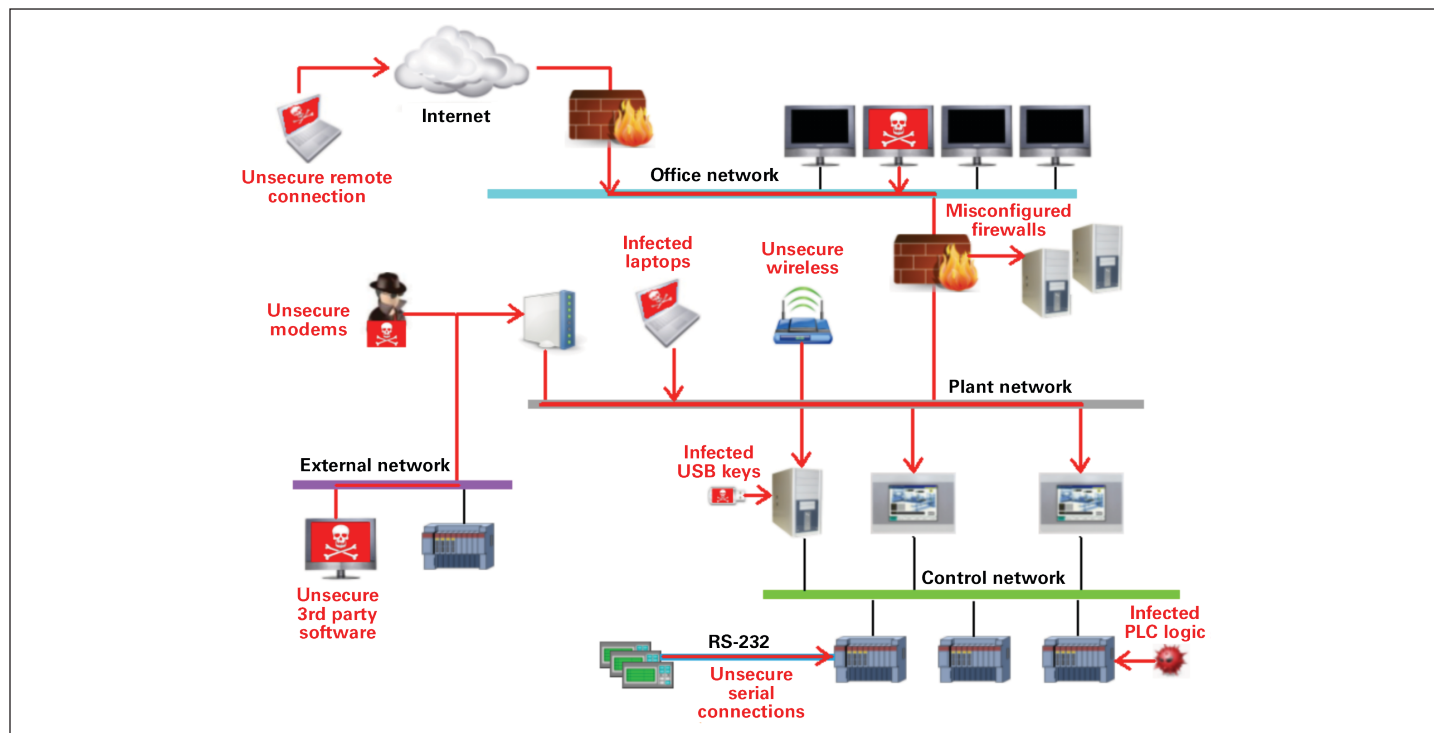 Internet
Unsecure remote
connection
Office network
Misconfigured
firewalls
Infected
laptops
Unsecure
wireless
Unsecure
modems
Plant network
External network
Infected
USB keys
Unsecure
3rd party
software
Control network
RS-232
Unsecure
serial
connections
Infected
PLC logic